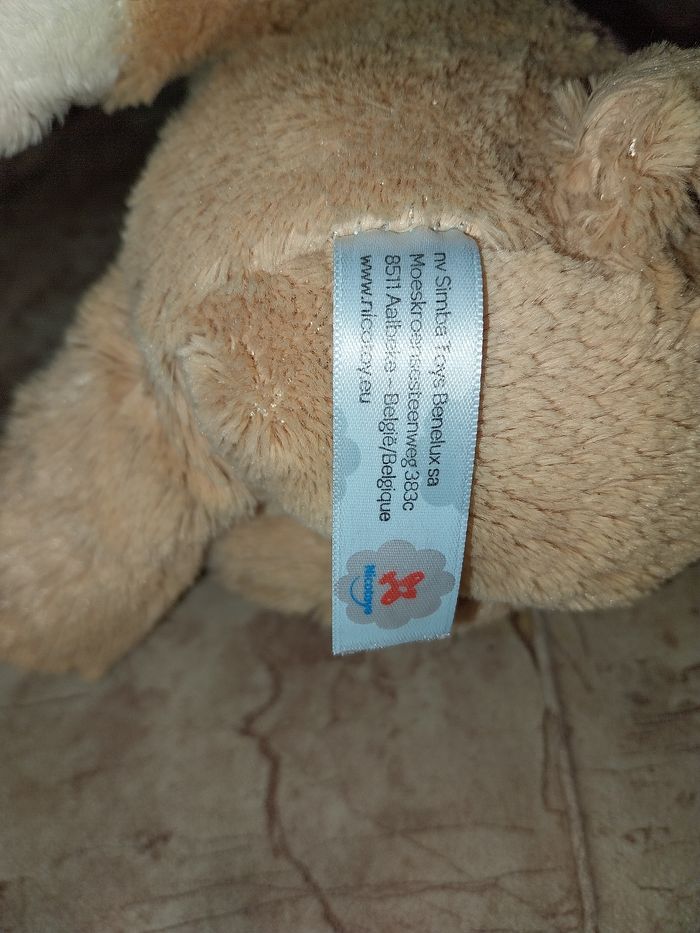 nv Simba Toys Benelux sa
Moeskroensesteenweg 383c
8511 Aalbeke – België/Belgique
www.nicotoy.eu
Nicotoy